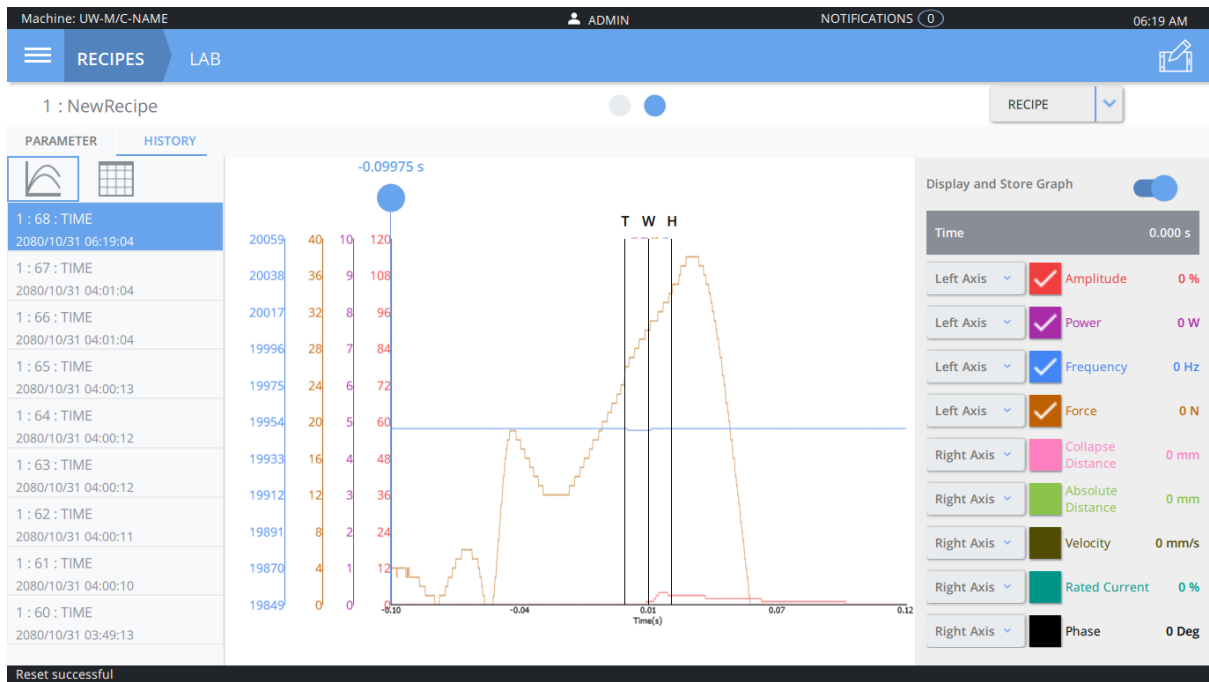 Machine: UW-M/C-NAME ADMIN NOTIFICATIONS 0 06:19 AM
RECIPES LAB
1 : NewRecipe RECIPE
PARAMETER HISTORY
1 : 68 : TIME
2080/10/31 06:19:04
1 : 67 : TIME
2080/10/31 04:01:04
1 : 66 : TIME
2080/10/31 04:01:04
1 : 65 : TIME
2080/10/31 04:00:13
1 : 64 : TIME
2080/10/31 04:00:12
1 : 63 : TIME
2080/10/31 04:00:12
1 : 62 : TIME
2080/10/31 04:00:11
1 : 61 : TIME
2080/10/31 04:00:10
1 : 60 : TIME
2080/10/31 03:49:13
-0.09975 s
T W H
20059 40 10 120
20038 36 9 108
20017 32 8 96
19996 28 7 84
19975 24 6 72
19954 20 5 60
19933 16 4 48
19912 12 3 36
19891 8 2 24
19870 4 1 12
19849 0 0 0
-0.10 -0.04 0.01 0.07 0.12
Time(s)
Display and Store Graph
Time 0.000 s
Left Axis Amplitude 0 %
Left Axis Power 0 W
Left Axis Frequency 0 Hz
Left Axis Force 0 N
Right Axis Collapse Distance 0 mm
Right Axis Absolute Distance 0 mm
Right Axis Velocity 0 mm/s
Right Axis Rated Current 0 %
Right Axis Phase 0 Deg
Reset successful